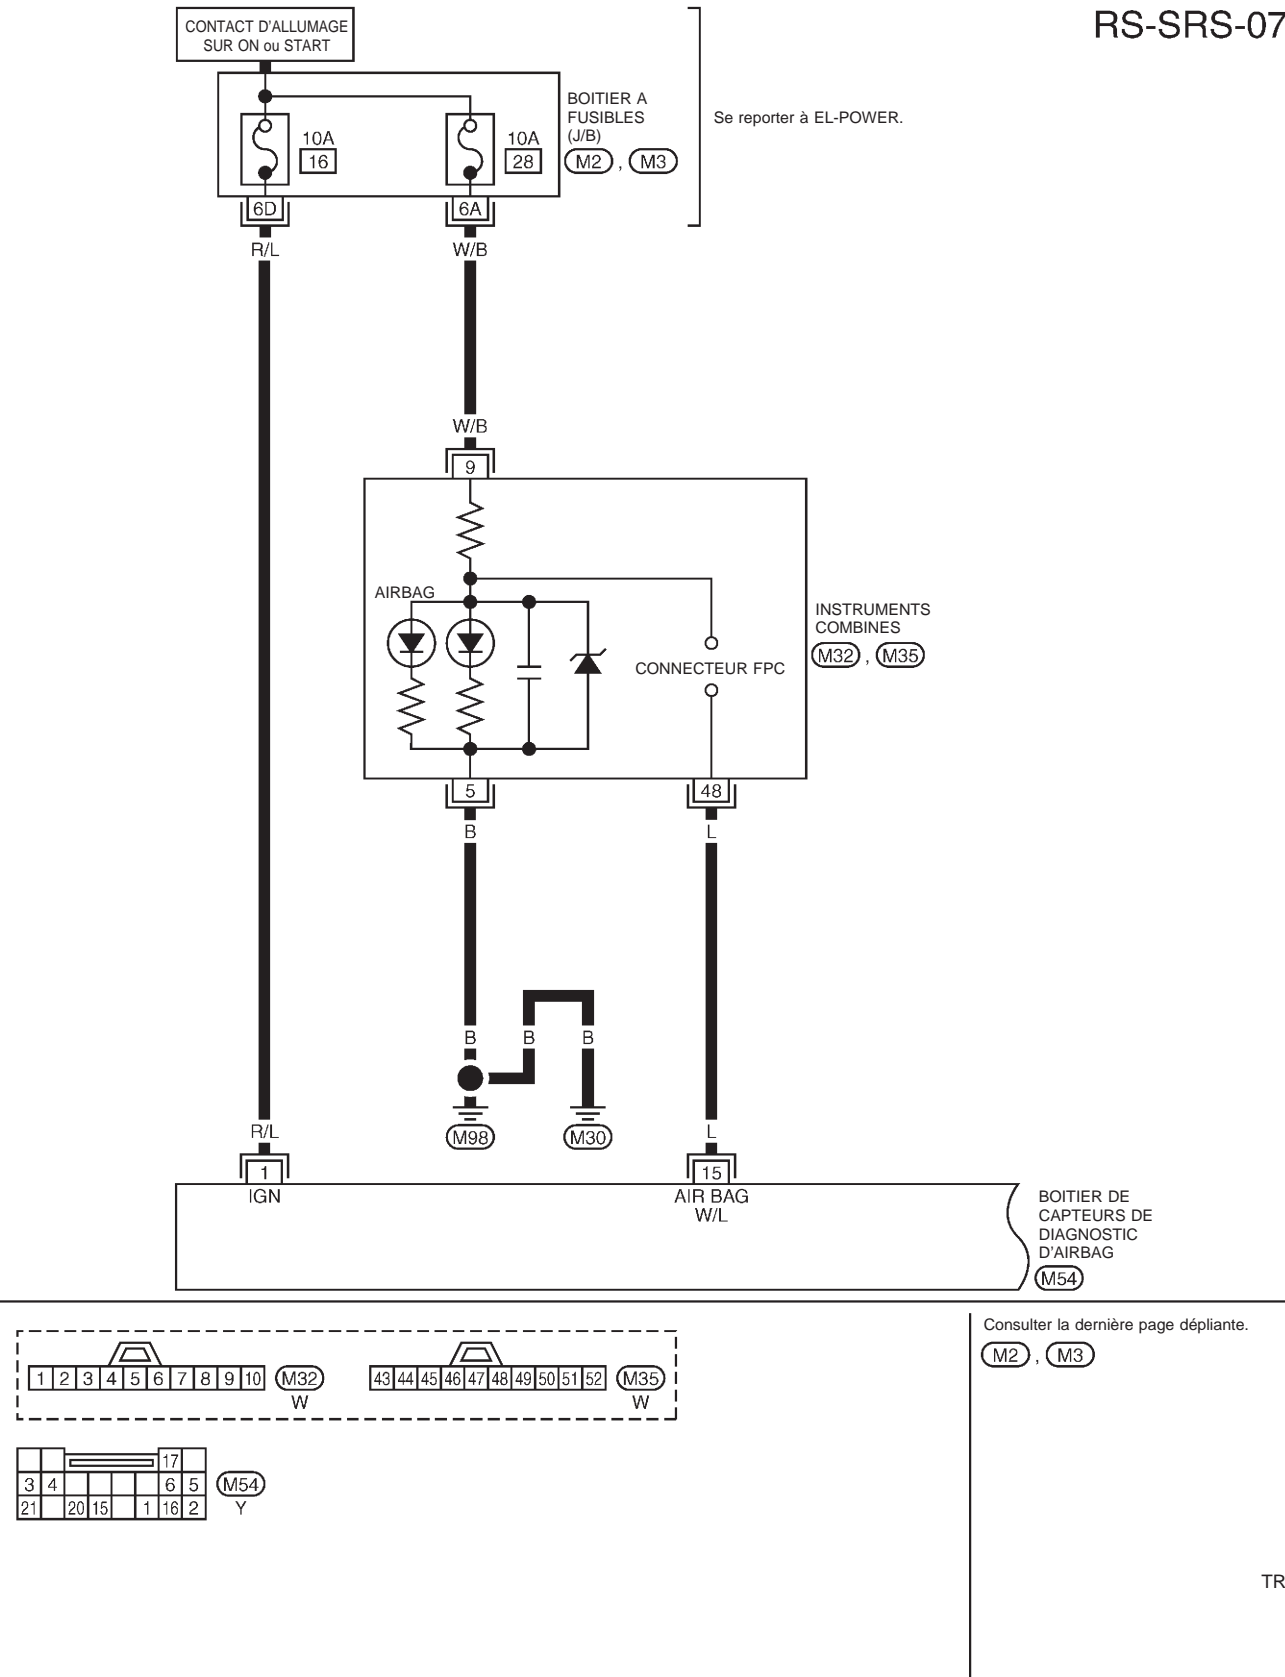 RS-SRS-07
CONTACT D'ALLUMAGE
SUR ON ou START
BOITIER A
FUSIBLES
(J/B)
M2 , M3
Se reporter à EL-POWER.
10A
16
10A
28
6D
6A
R/L
W/B
W/B
9
AIRBAG
CONNECTEUR FPC
INSTRUMENTS
COMBINES
M32 , M35
5
48
B
L
B
B
B
M98
M30
R/L
L
1
15
IGN
AIR BAG
W/L
BOITIER DE
CAPTEURS DE
DIAGNOSTIC
D'AIRBAG
M54
1 2 3 4 5 6 7 8 9 10 M32
W
43 44 45 46 47 48 49 50 51 52 M35
W
17
3 4 6 5 M54
21 20 15 1 16 2 Y
Consulter la dernière page dépliante.
M2 , M3
TR